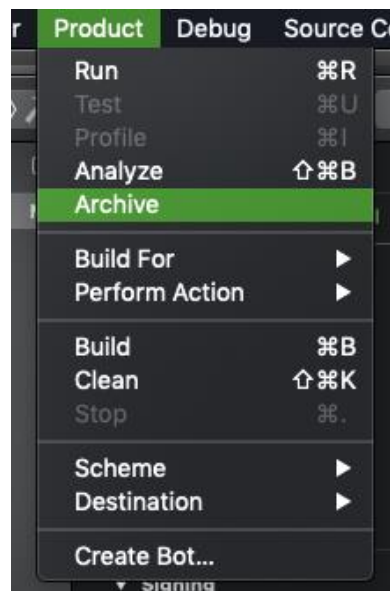 r Product Debug Source Co
Run ⌘R
Test ⌘U
Profile ⌘I
Analyze ⇧⌘B
Archive
Build For ▶
Perform Action ▶
Build ⌘B
Clean ⇧⌘K
Stop ⌘.
Scheme ▶
Destination ▶
Create Bot...
▼ Signing